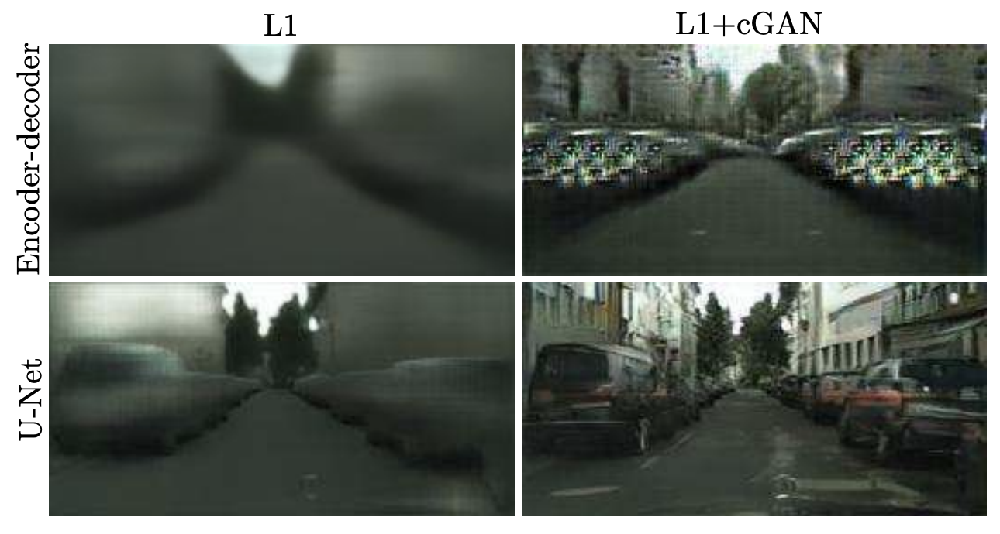 L1
L1+cGAN
Encoder-decoder
U-Net